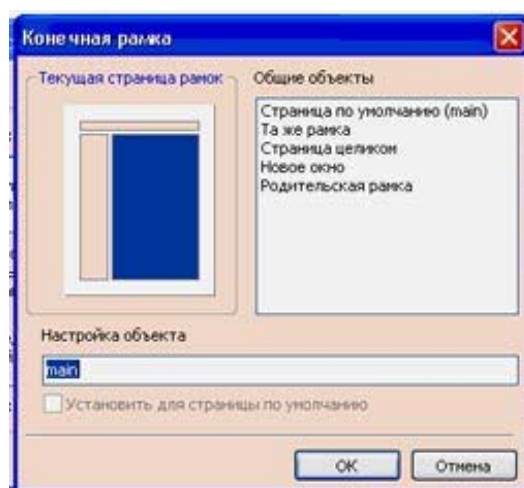 Конечная рамка
Текущая страница рамок
Общие объекты
Страница по умолчанию (main)
Та же рамка
Страница целиком
Новое окно
Родительская рамка
Настройка объекта
main
Установить для страницы по умолчанию
ОК
Отмена